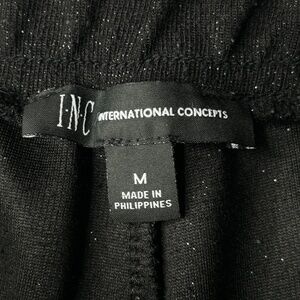 I·N·C INTERNATIONAL CONCEPTS
M
MADE IN
PHILIPPINES